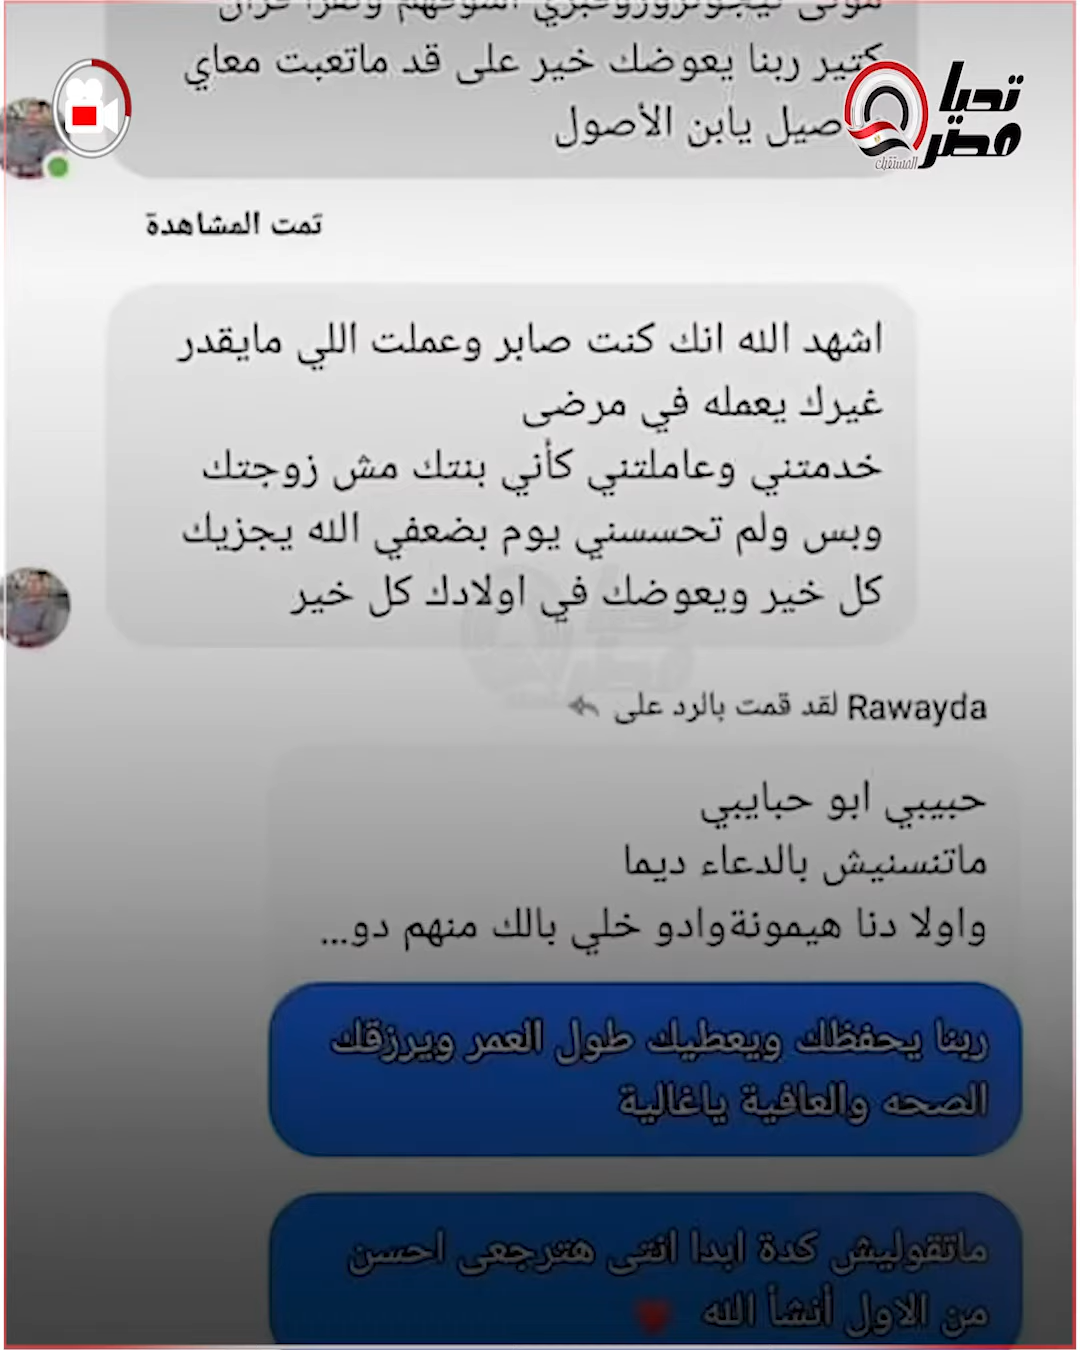 كتير ربنا يعوضك خير على قد ماتعبت معاي
صيل يابن الأصول
تحيا
مصر
المستقبل
تمت المشاهدة
اشهد الله انك كنت صابر وعملت اللي مايقدر
غيرك يعمله في مرضى
خدمتني وعاملتني كأني بنتك مش زوجتك
وبس ولم تحسسني يوم بضعفي الله يجزيك
كل خير ويعوضك في اولادك كل خير
لقد قمت بالرد على Rawayda
حبيبي ابو حبايبي
ماتنسنيش بالدعاء ديما
واولا دنا هيمونةوادو خلي بالك منهم دو...
ربنا يحفظك ويعطيك طول العمر ويرزقك
الصحه والعافية ياغالية
ماتقوليش كدة ابدا انتى هترجعى احسن
من الاول أنشأ الله ❤